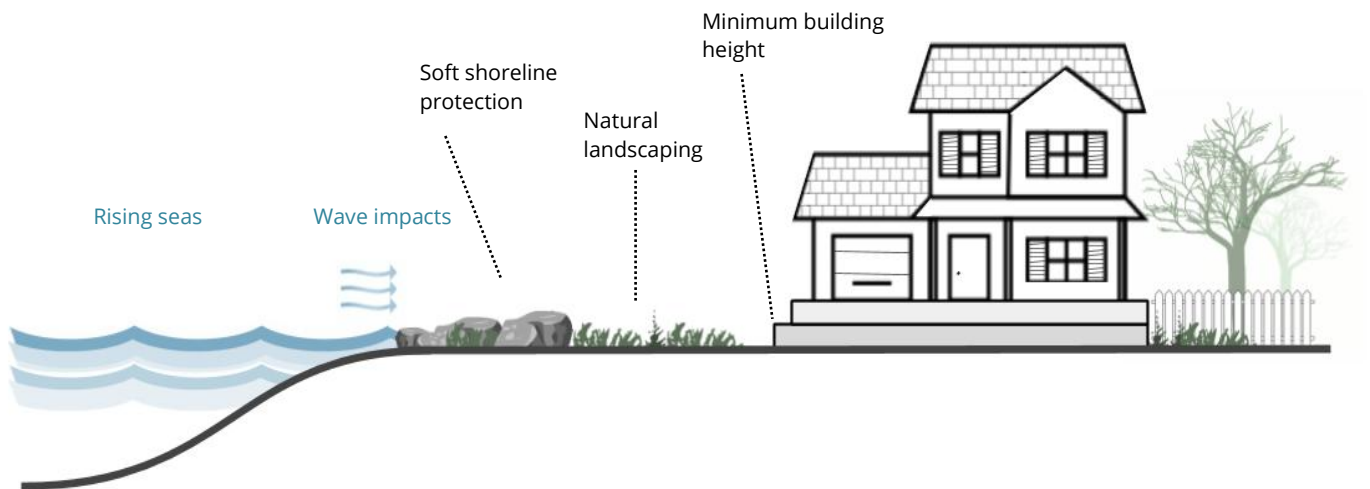 Minimum building
height
Soft shoreline
protection
Natural
landscaping
Rising seas
Wave impacts